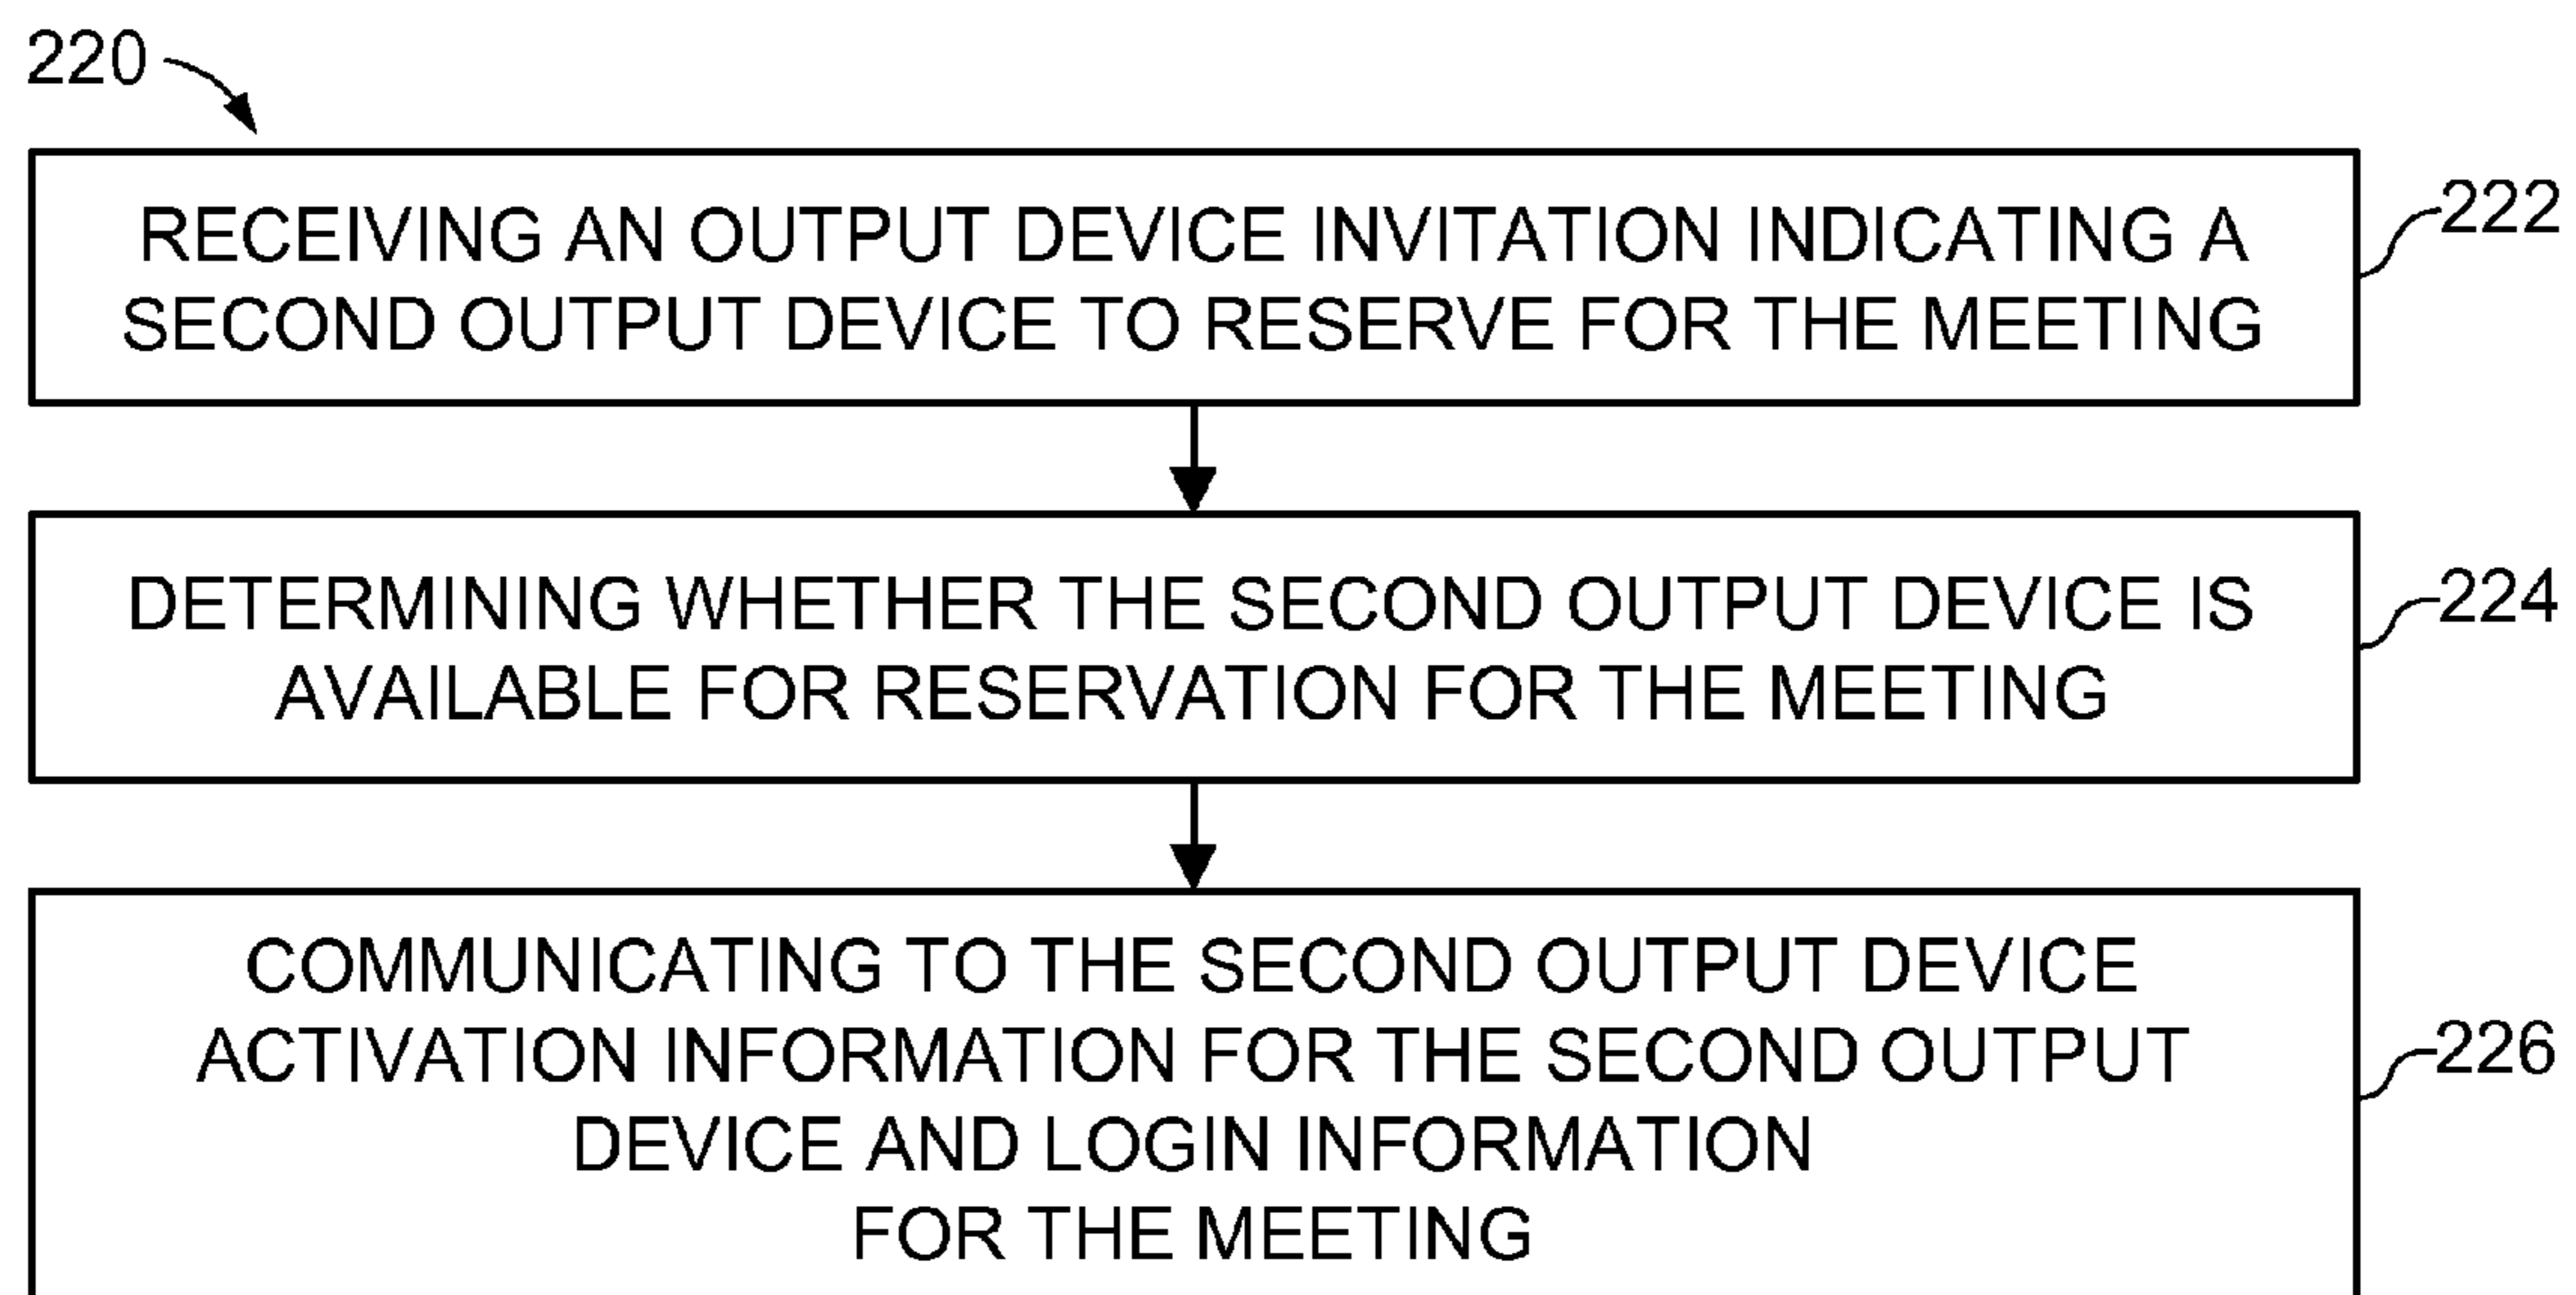 220
RECEIVING AN OUTPUT DEVICE INVITATION INDICATING A
SECOND OUTPUT DEVICE TO RESERVE FOR THE MEETING
222
DETERMINING WHETHER THE SECOND OUTPUT DEVICE IS
AVAILABLE FOR RESERVATION FOR THE MEETING
224
COMMUNICATING TO THE SECOND OUTPUT DEVICE
ACTIVATION INFORMATION FOR THE SECOND OUTPUT
DEVICE AND LOGIN INFORMATION
FOR THE MEETING
226